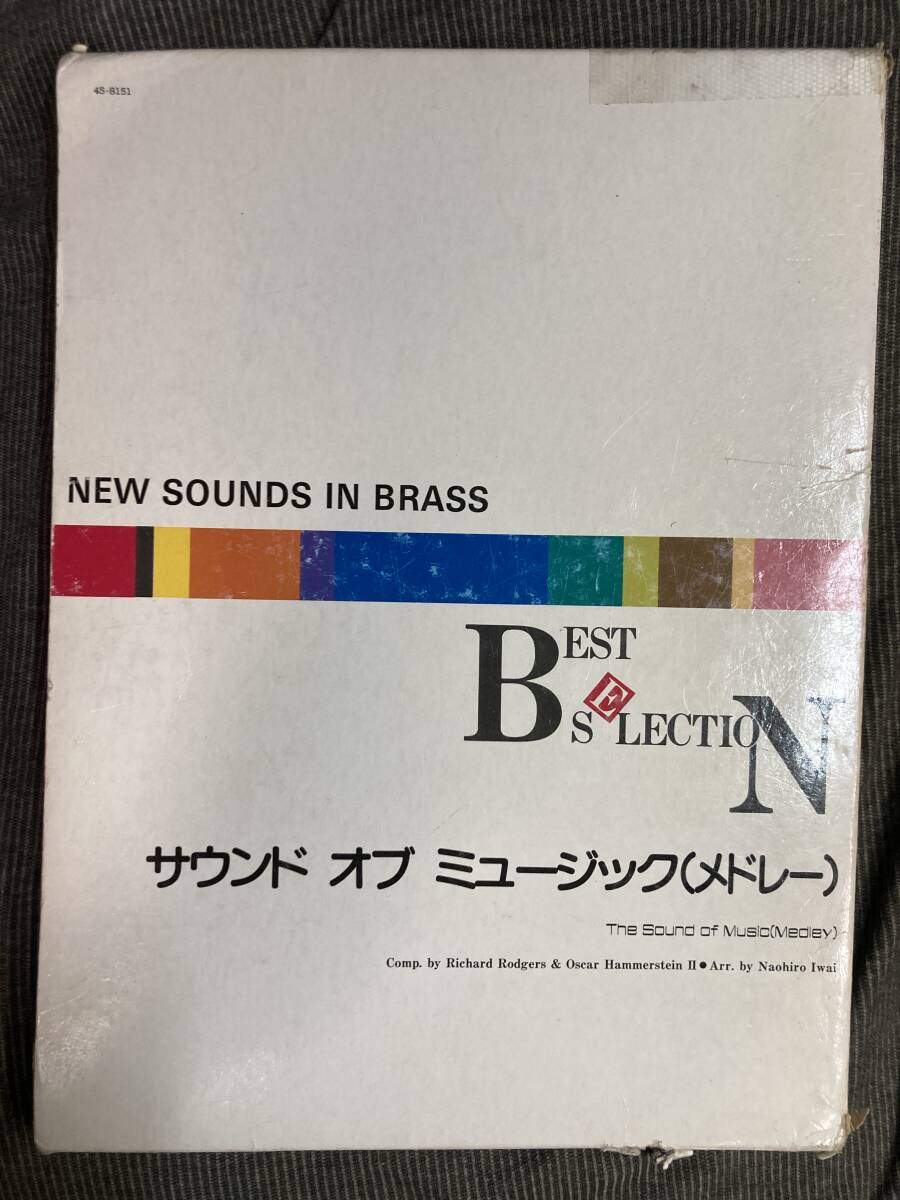 4S-8151
NEW SOUNDS IN BRASS
BEST
SELECTION
サウンド オブ ミュージック(メドレー)
The Sound of Music(Medley)
Comp. by Richard Rodgers & Oscar Hammerstein II●Arr. by Naohiro Iwai